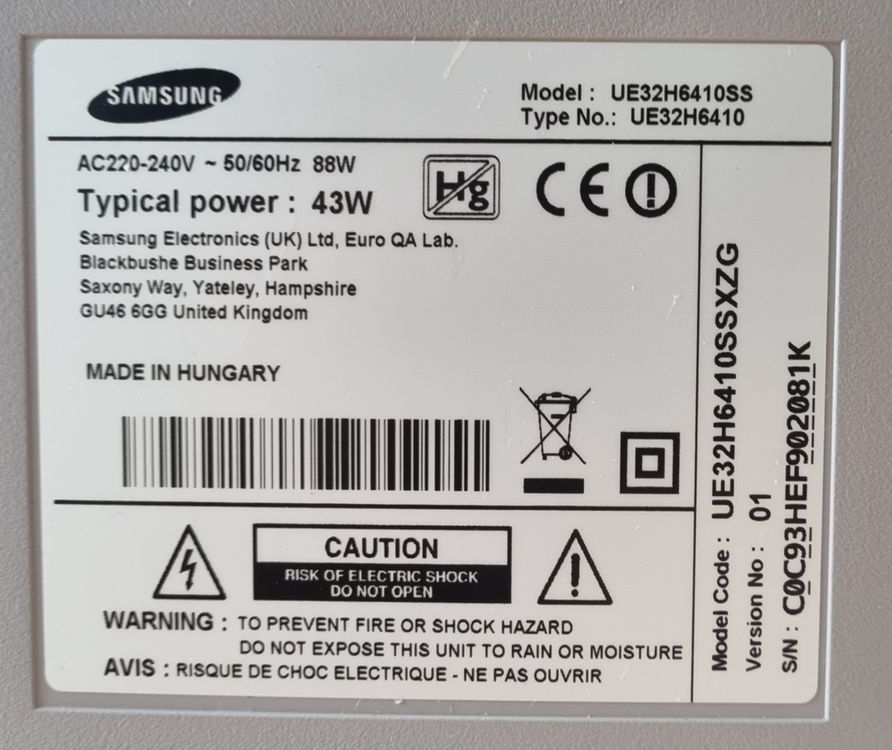 SAMSUNG
Model : UE32H6410SS
Type No.: UE32H6410
AC220-240V ~ 50/60Hz 88W
Typical power : 43W
Hg
CE
Samsung Electronics (UK) Ltd, Euro QA Lab.
Blackbushe Business Park
Saxony Way, Yateley, Hampshire
GU46 6GG United Kingdom
MADE IN HUNGARY
CAUTION
RISK OF ELECTRIC SHOCK
DO NOT OPEN
WARNING : TO PREVENT FIRE OR SHOCK HAZARD
DO NOT EXPOSE THIS UNIT TO RAIN OR MOISTURE
AVIS : RISQUE DE CHOC ELECTRIQUE - NE PAS OUVRIR
Model Code : UE32H6410SSXZG
Version No : 01
S/N : C0C93HEF902081K